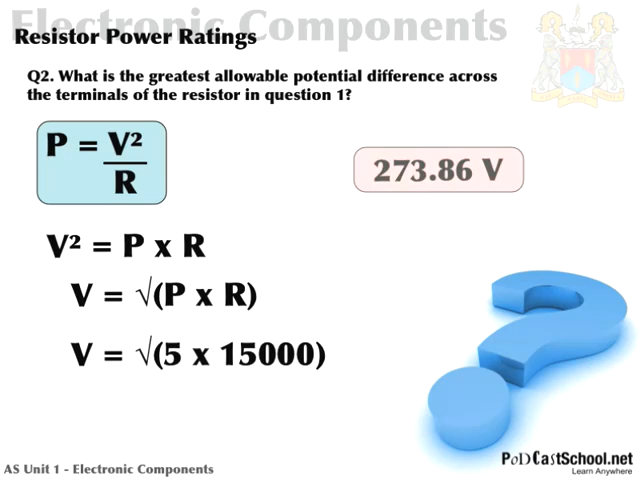 Electronic Components
Resistor Power Ratings
Q2. What is the greatest allowable potential difference across
the terminals of the resistor in question 1?
P = V²
R
273.86 V
V² = P x R
V = √(P x R)
V = √(5 x 15000)
PoDCastSchool.net
Learn Anywhere
AS Unit 1 - Electronic Components